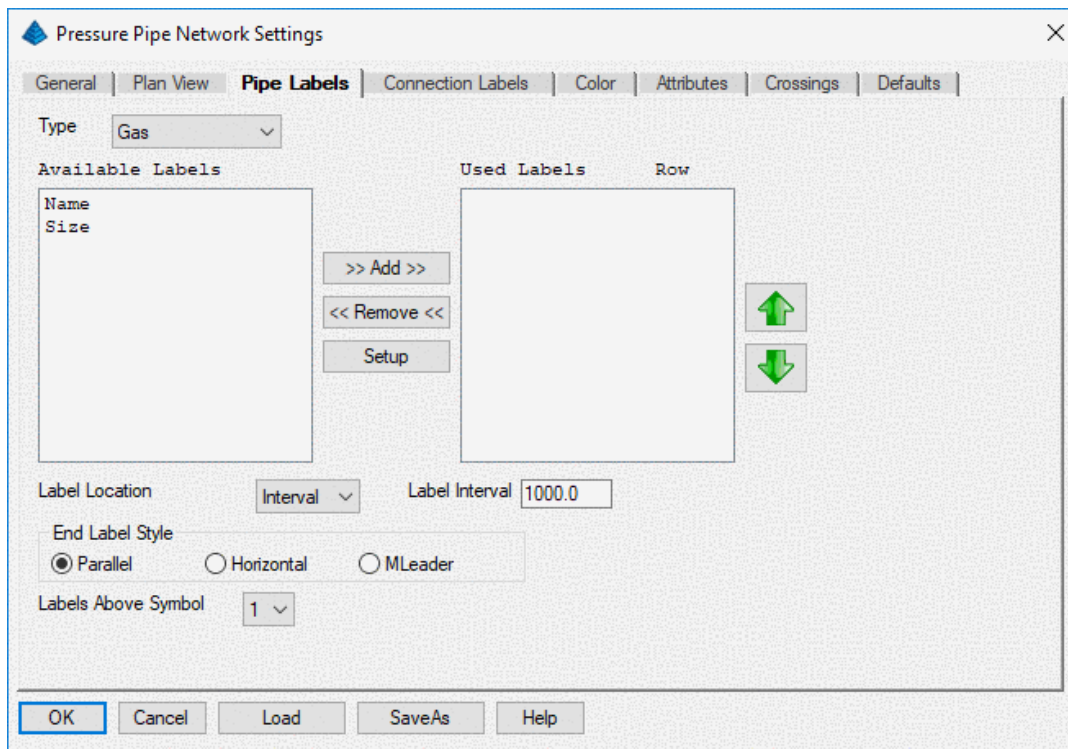 Pressure Pipe Network Settings
General Plan View Pipe Labels Connection Labels Color Attributes Crossings Defaults
Type Gas
Available Labels Used Labels Row
Name
Size
>> Add >>
<< Remove <<
Setup
Label Location Interval Label Interval 1000.0
End Label Style
Parallel Horizontal MLeader
Labels Above Symbol 1
OK Cancel Load SaveAs Help